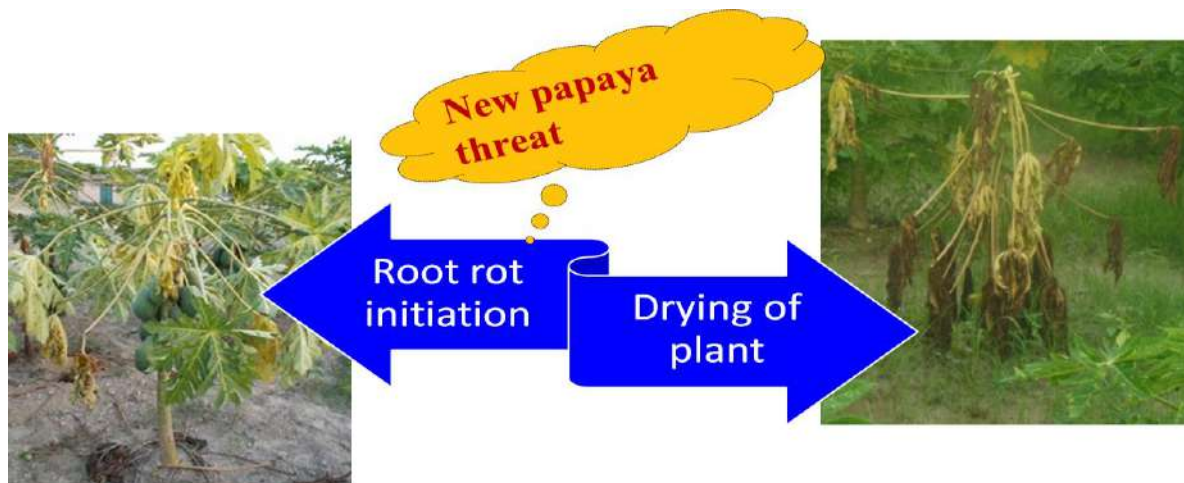 New papaya
threat
Root rot
initiation
Drying of
plant